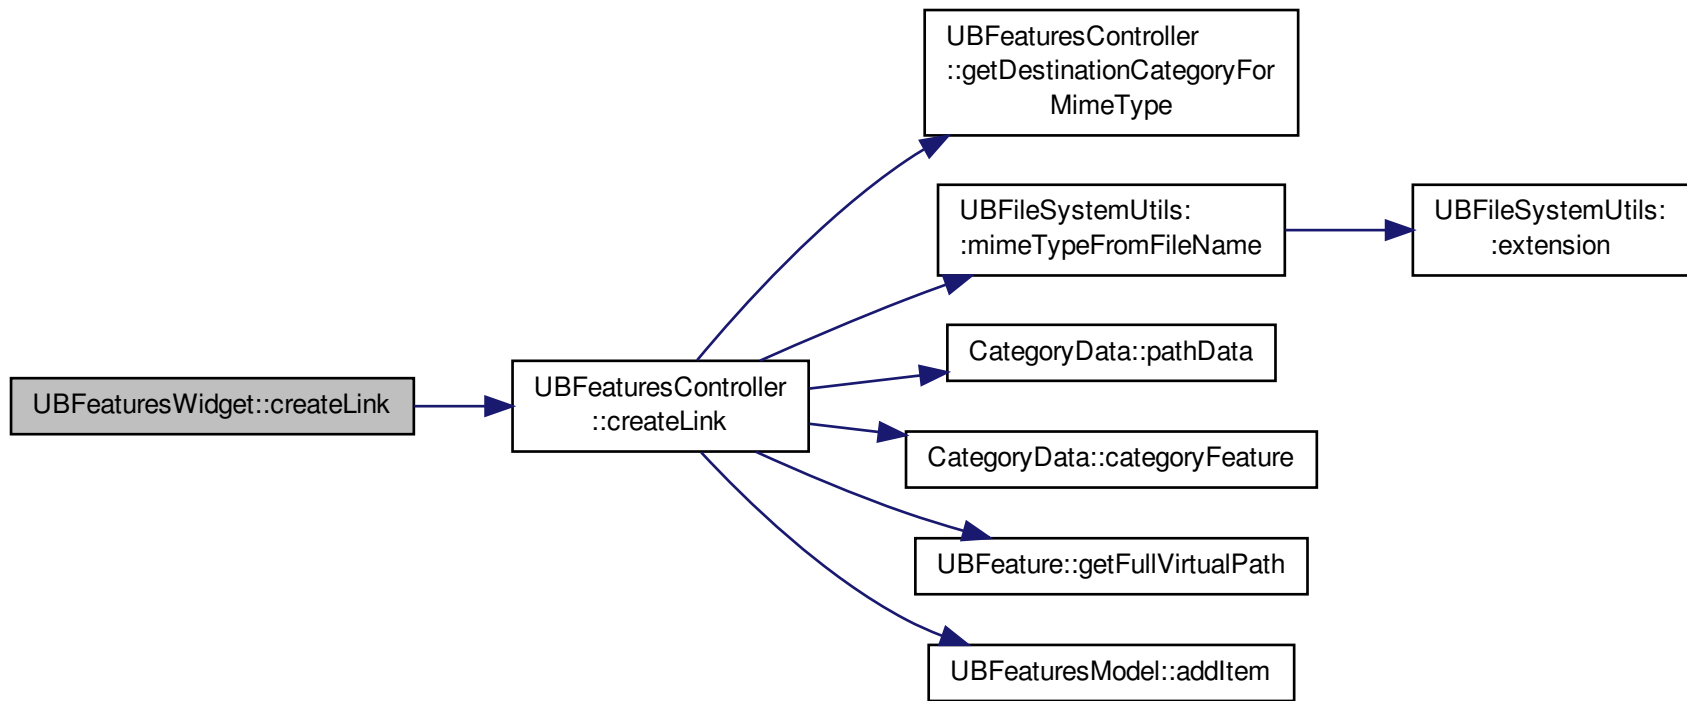 UBFeaturesWidget::createLink
UBFeaturesController
::createLink
UBFeaturesController
::getDestinationCategoryFor
MimeType
UBFileSystemUtils:
:mimeTypeFromFileName
UBFileSystemUtils:
:extension
CategoryData::pathData
CategoryData::categoryFeature
UBFeature::getFullVirtualPath
UBFeaturesModel::addItem